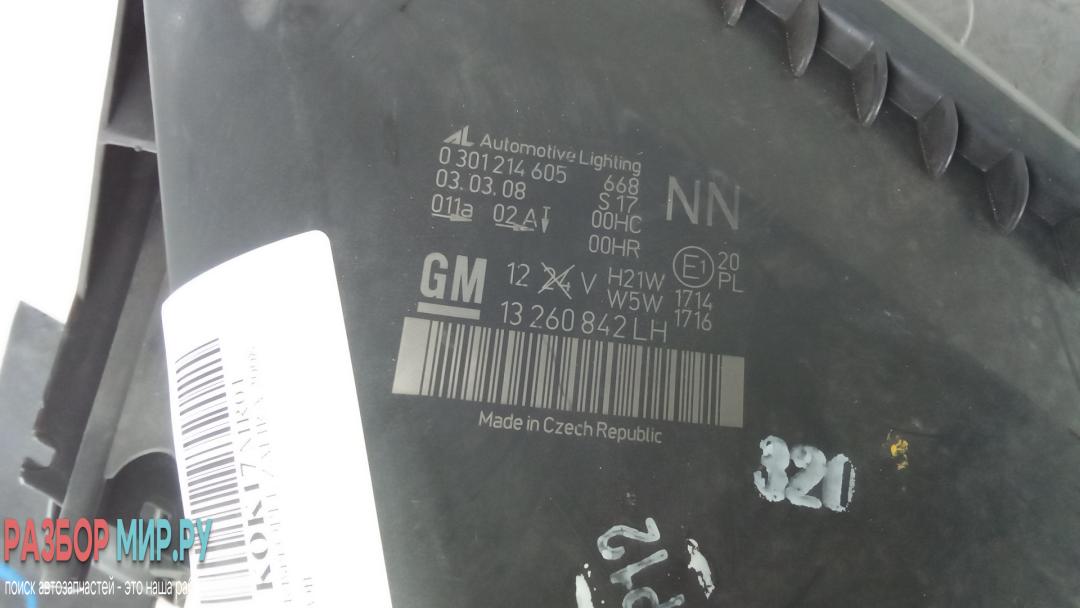 AL Automotive Lighting
0 301 214 605 668
03.03.08 S 17
011a 02 A 00HC
00HR
NN
GM 12 24 V H21W E1 20
W5W 1714 PL
1716
13 260 842 LH
Made in Czech Republic
320
РАЗБОР МИР.РУ
поиск автозапчастей - это наша